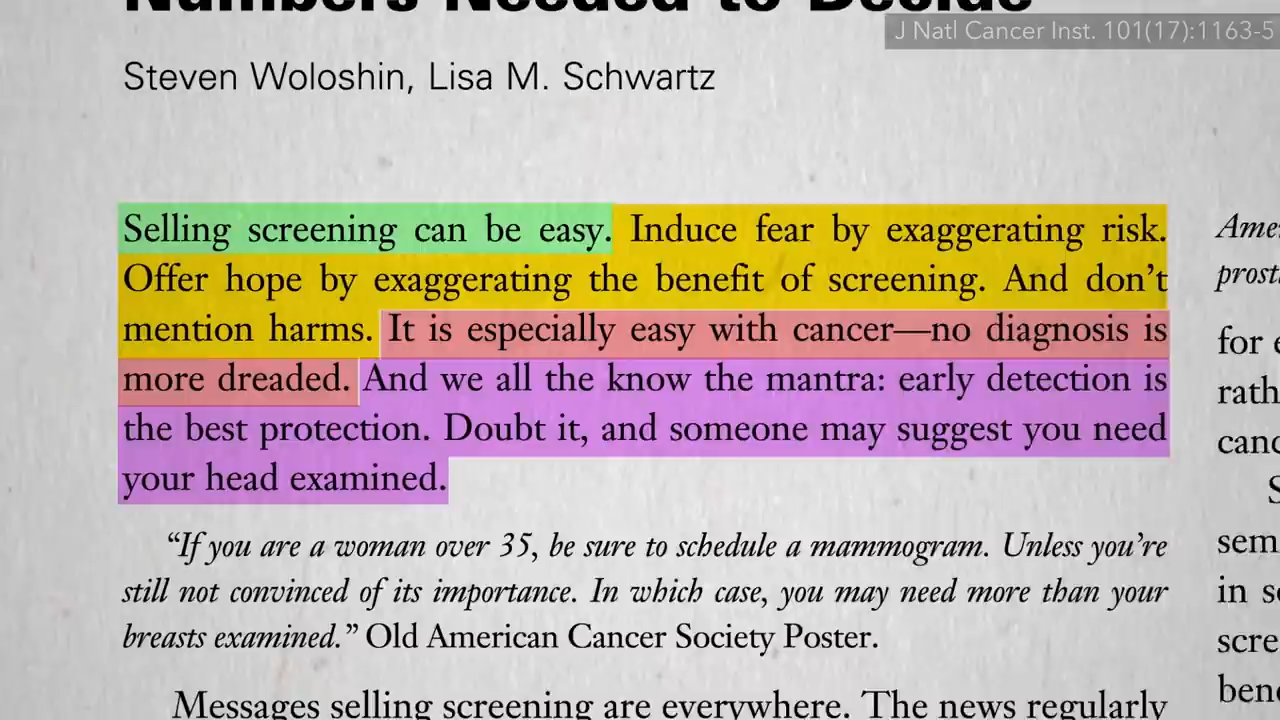 Numbers Needed to Decide
J Natl Cancer Inst. 101(17):1163-5
Steven Woloshin, Lisa M. Schwartz
Selling screening can be easy. Induce fear by exaggerating risk.
Offer hope by exaggerating the benefit of screening. And don’t
mention harms. It is especially easy with cancer—no diagnosis is
more dreaded. And we all the know the mantra: early detection is
the best protection. Doubt it, and someone may suggest you need
your head examined.
“If you are a woman over 35, be sure to schedule a mammogram. Unless you’re
still not convinced of its importance. In which case, you may need more than your
breasts examined.” Old American Cancer Society Poster.
Messages selling screening are everywhere. The news regularly
Ame
prost
for e
rath
canc
S
sem
in s
scre
bene